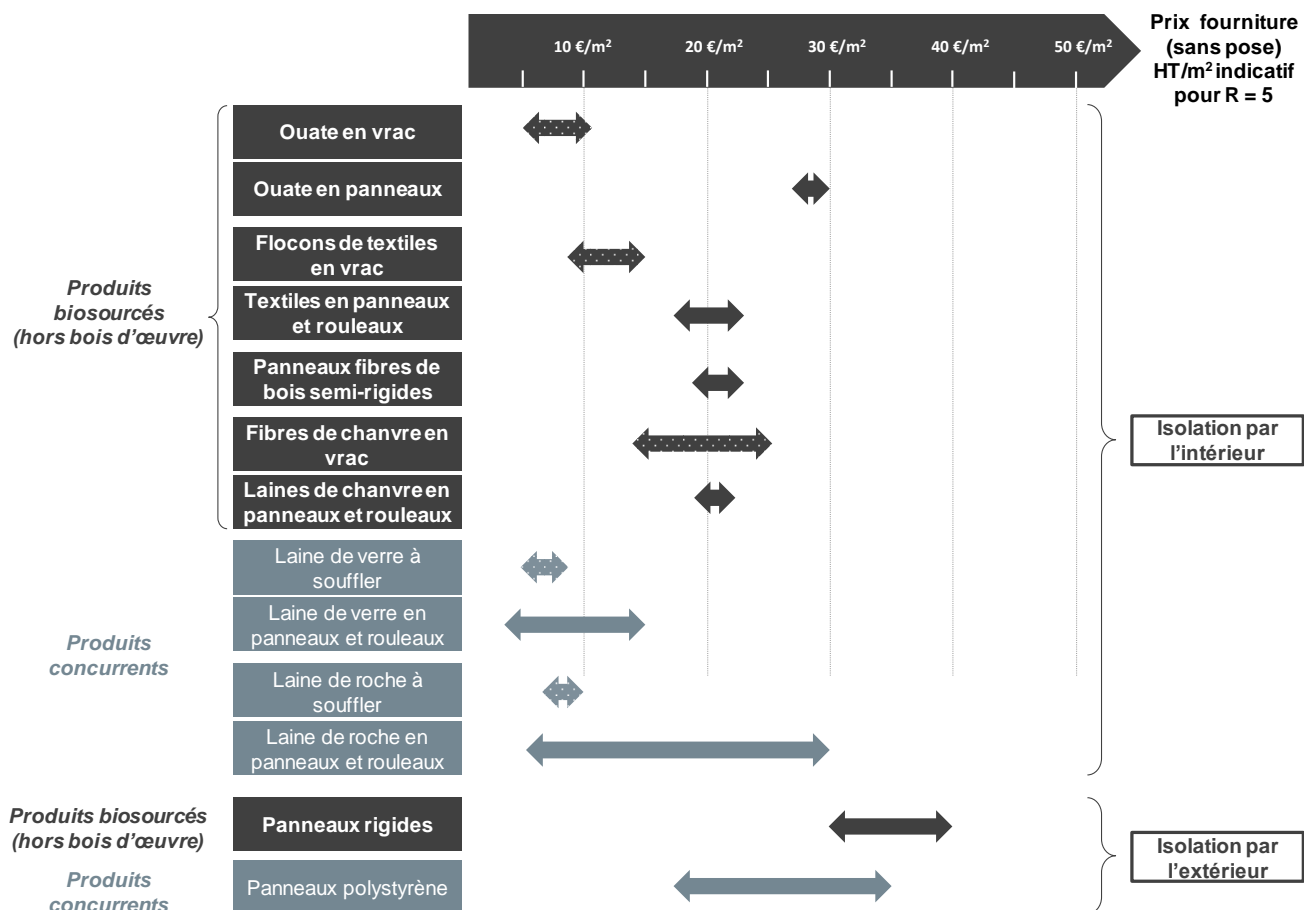 10 €/m²
20 €/m²
30 €/m²
40 €/m²
50 €/m²
Prix fourniture
(sans pose)
HT/m² indicatif
pour R = 5
Produits
biosourcés
(hors bois d’œuvre)
Ouate en vrac
Ouate en panneaux
Flocons de textiles
en vrac
Textiles en panneaux
et rouleaux
Panneaux fibres de
bois semi-rigides
Fibres de chanvre en
vrac
Laines de chanvre en
panneaux et rouleaux
Produits
concurrents
Laine de verre à
souffler
Laine de verre en
panneaux et rouleaux
Laine de roche à
souffler
Laine de roche en
panneaux et rouleaux
Isolation par
l’intérieur
Produits biosourcés
(hors bois d’œuvre)
Panneaux rigides
Produits
concurrents
Panneaux polystyrène
Isolation par
l’extérieur